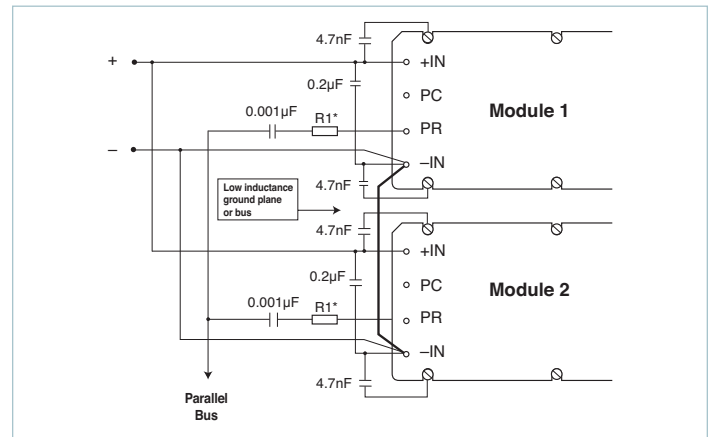 4.7nF
+
+IN
0.2µF
PC
Module 1
0.001µF
R1*
PR
–
–IN
4.7nF
Low inductance
ground plane
or bus
4.7nF
+IN
0.2µF
PC
Module 2
0.001µF
R1*
PR
–IN
4.7nF
Parallel
Bus